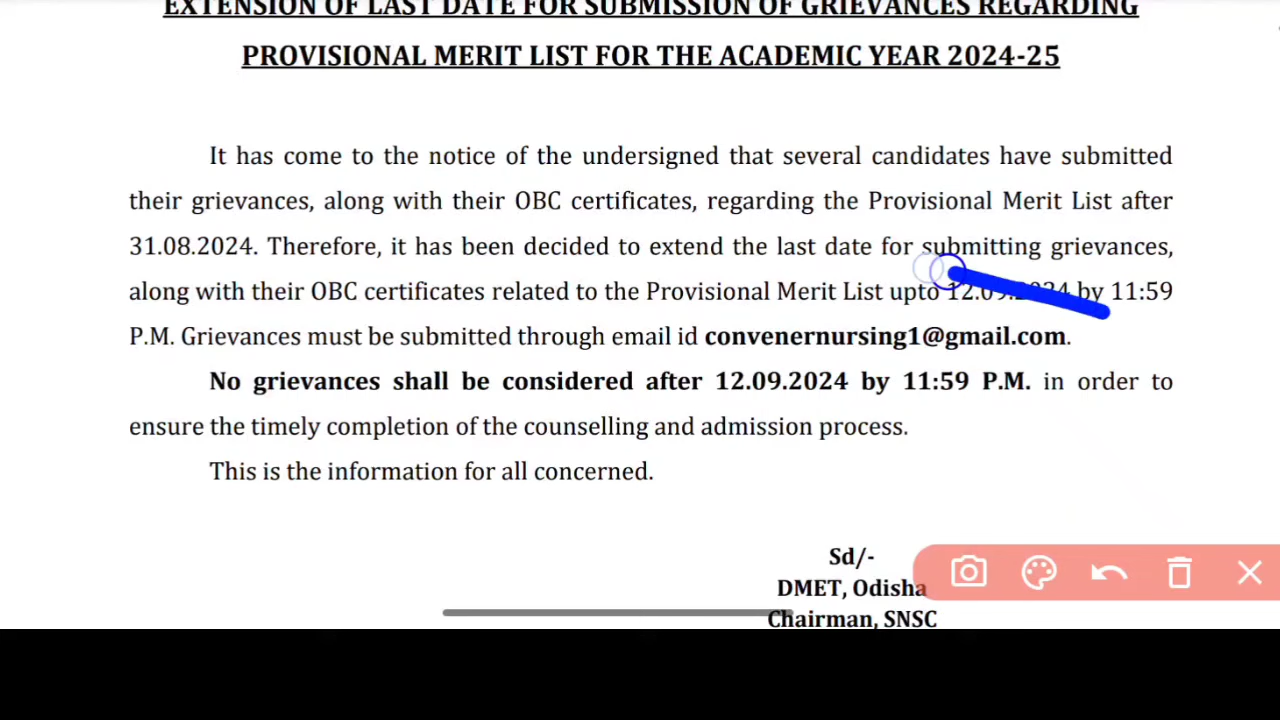 EXTENSION OF LAST DATE FOR SUBMISSION OF GRIEVANCES REGARDING
PROVISIONAL MERIT LIST FOR THE ACADEMIC YEAR 2024-25
It has come to the notice of the undersigned that several candidates have submitted
their grievances, along with their OBC certificates, regarding the Provisional Merit List after
31.08.2024. Therefore, it has been decided to extend the last date for submitting grievances,
along with their OBC certificates related to the Provisional Merit List upto 12.09.2024 by 11:59
P.M. Grievances must be submitted through email id convenernursing1@gmail.com.
No grievances shall be considered after 12.09.2024 by 11:59 P.M. in order to
ensure the timely completion of the counselling and admission process.
This is the information for all concerned.
Sd/-
DMET, Odisha
Chairman, SNSC